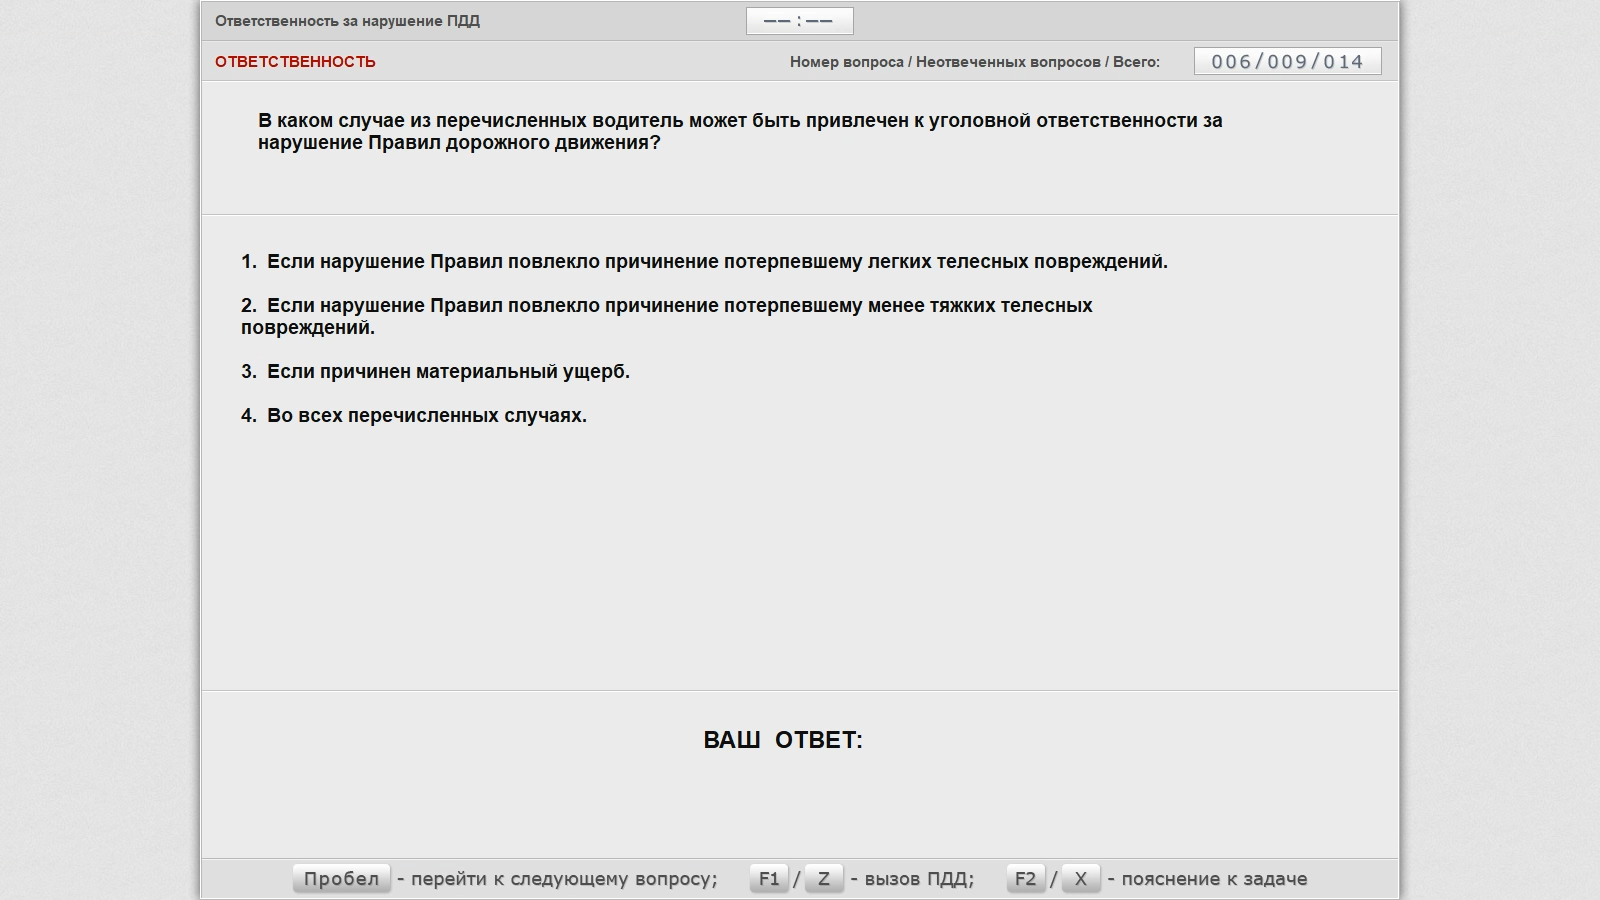 Ответственность за нарушение ПДД
––:––
ОТВЕТСТВЕННОСТЬ
Номер вопроса / Неотвеченных вопросов / Всего:
006/009/014
В каком случае из перечисленных водитель может быть привлечен к уголовной ответственности за
нарушение Правил дорожного движения?
1. Если нарушение Правил повлекло причинение потерпевшему легких телесных повреждений.
2. Если нарушение Правил повлекло причинение потерпевшему менее тяжких телесных
повреждений.
3. Если причинен материальный ущерб.
4. Во всех перечисленных случаях.
ВАШ ОТВЕТ:
Пробел - перейти к следующему вопросу; F1 / Z - вызов ПДД; F2 / X - пояснение к задаче